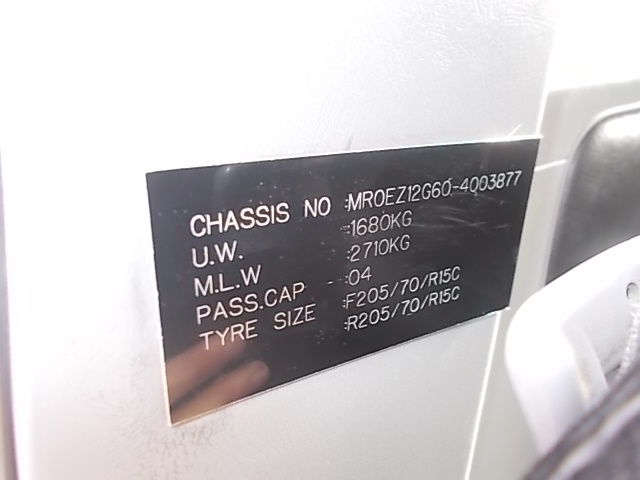 CHASSIS NO :MR0EZ12G60-4003877
U.W. :1680KG
M.L.W :2710KG
PASS.CAP :04
TYRE SIZE :F205/70/R15C
:R205/70/R15C